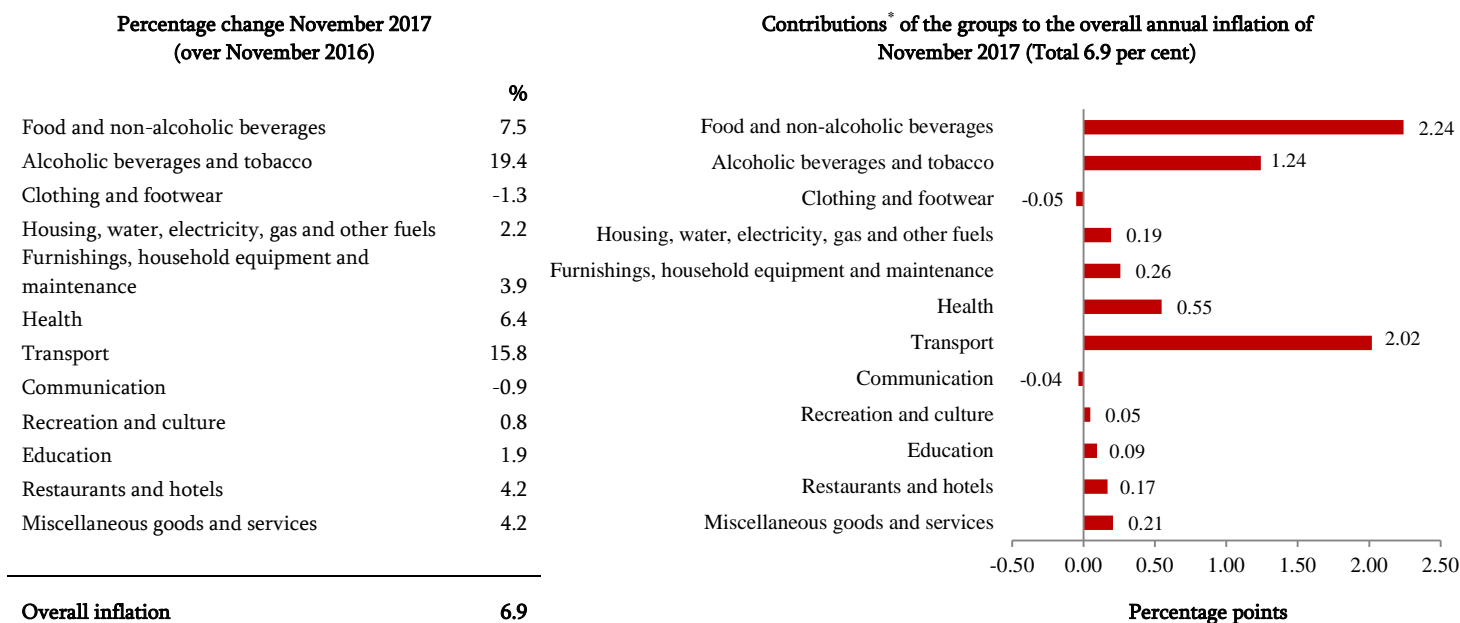 Percentage change November 2017
(over November 2016)
%
Food and non-alcoholic beverages 7.5
Alcoholic beverages and tobacco 19.4
Clothing and footwear -1.3
Housing, water, electricity, gas and other fuels 2.2
Furnishings, household equipment and
maintenance 3.9
Health 6.4
Transport 15.8
Communication -0.9
Recreation and culture 0.8
Education 1.9
Restaurants and hotels 4.2
Miscellaneous goods and services 4.2
Overall inflation 6.9
Contributions* of the groups to the overall annual inflation of
November 2017 (Total 6.9 per cent)
Food and non-alcoholic beverages 2.24
Alcoholic beverages and tobacco 1.24
Clothing and footwear -0.05
Housing, water, electricity, gas and other fuels 0.19
Furnishings, household equipment and maintenance 0.26
Health 0.55
Transport 2.02
Communication -0.04
Recreation and culture 0.05
Education 0.09
Restaurants and hotels 0.17
Miscellaneous goods and services 0.21
-0.50 0.00 0.50 1.00 1.50 2.00 2.50
Percentage points